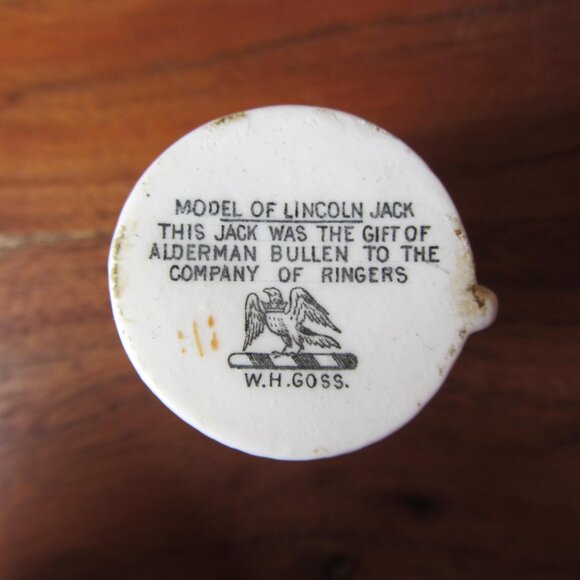 MODEL OF LINCOLN JACK
THIS JACK WAS THE GIFT OF
ALDERMAN BULLEN TO THE
COMPANY OF RINGERS
W.H.GOSS.